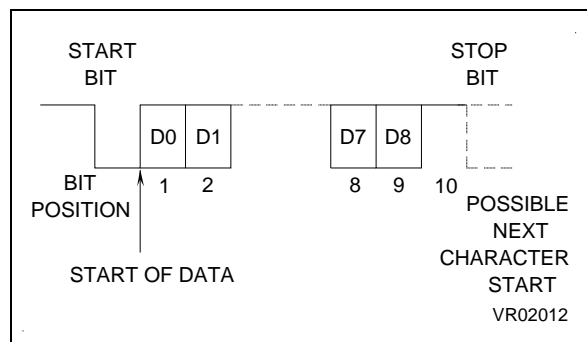 START
BIT
STOP
BIT
D0 D1 D7 D8
BIT
POSITION
1 2 8 9 10
START OF DATA
POSSIBLE
NEXT
CHARACTER
START
VR02012